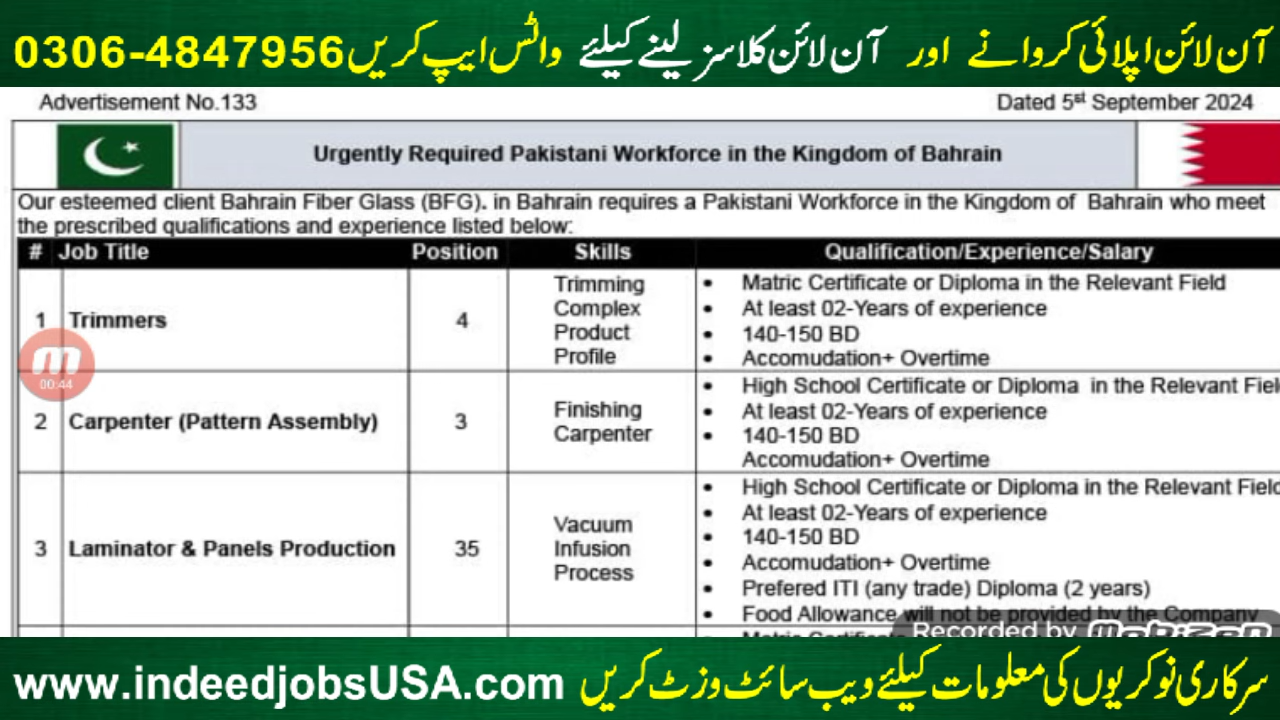 آن لائن اپلائی کروانے اور آن لائن کلاسز لینے کیلئے واٹس ایپ کریں 0306-4847956
Advertisement No.133 Dated 5st September 2024
Urgently Required Pakistani Workforce in the Kingdom of Bahrain
Our esteemed client Bahrain Fiber Glass (BFG). in Bahrain requires a Pakistani Workforce in the Kingdom of Bahrain who meet
the prescribed qualifications and experience listed below:
# Job Title Position Skills Qualification/Experience/Salary
1 Trimmers 4
Trimming
Complex
Product
Profile
• Matric Certificate or Diploma in the Relevant Field
• At least 02-Years of experience
• 140-150 BD
• Accomudation+ Overtime
2 Carpenter (Pattern Assembly) 3
Finishing
Carpenter
• High School Certificate or Diploma in the Relevant Fiel
• At least 02-Years of experience
• 140-150 BD
Accomudation+ Overtime
3 Laminator & Panels Production 35
Vacuum
Infusion
Process
• High School Certificate or Diploma in the Relevant Field
• At least 02-Years of experience
• 140-150 BD
• Accomudation+ Overtime
• Prefered ITI (any trade) Diploma (2 years)
• Food Allowance will not be provided by the Company
00:44
Recorded by Mobizen
www.indeedjobsUSA.com سرکاری نوکریوں کی معلومات کیلئے ویب سائٹ وزٹ کریں